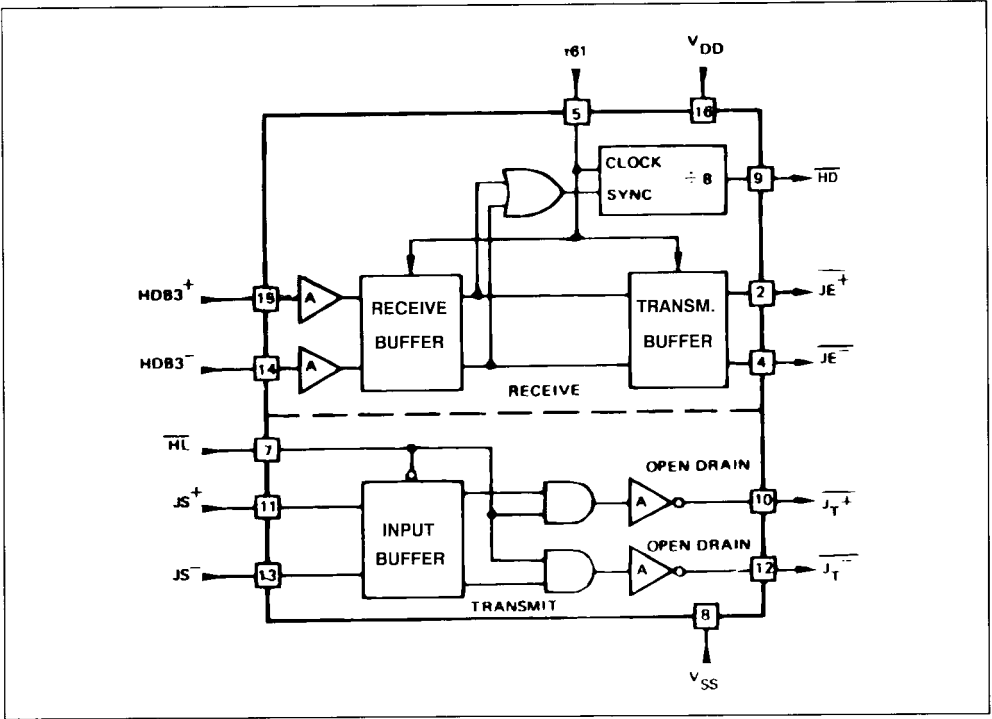 r61
V DD
5
16
CLOCK
÷ 8
SYNC
9
HD
HDB3+
15
A
RECEIVE
BUFFER
TRANSM.
BUFFER
2
JE+
HDB3-
14
A
4
JE-
RECEIVE
HL
7
OPEN DRAIN
JS+
11
INPUT
BUFFER
A
10
JT+
OPEN DRAIN
JS-
13
A
12
JT-
TRANSMIT
8
VSS